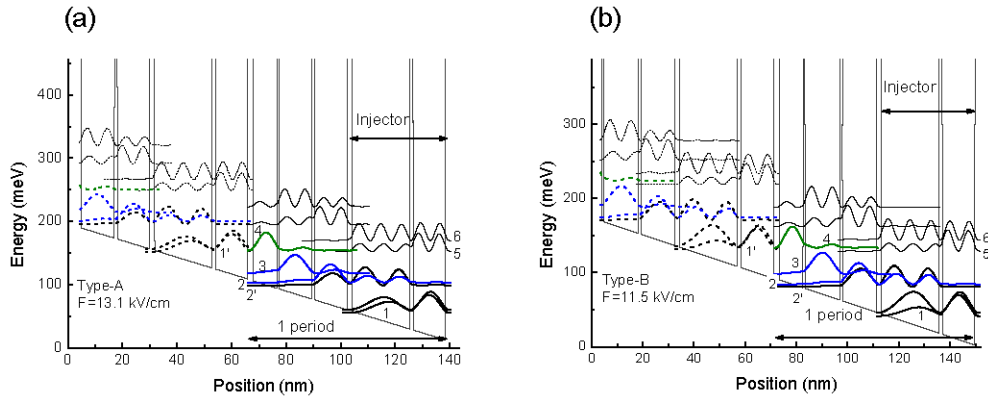 (a)
(b)
Energy (meV)
400
300
200
100
0
Injector
6
5
4
3
2
2'
1'
1
Type-A
F=13.1 kV/cm
1 period
0 20 40 60 80 100 120 140
Position (nm)
Energy (meV)
300
200
100
0
Injector
6
5
4
3
2
2'
1'
1
Type-B
F=11.5 kV/cm
1 period
0 20 40 60 80 100 120 140
Position (nm)